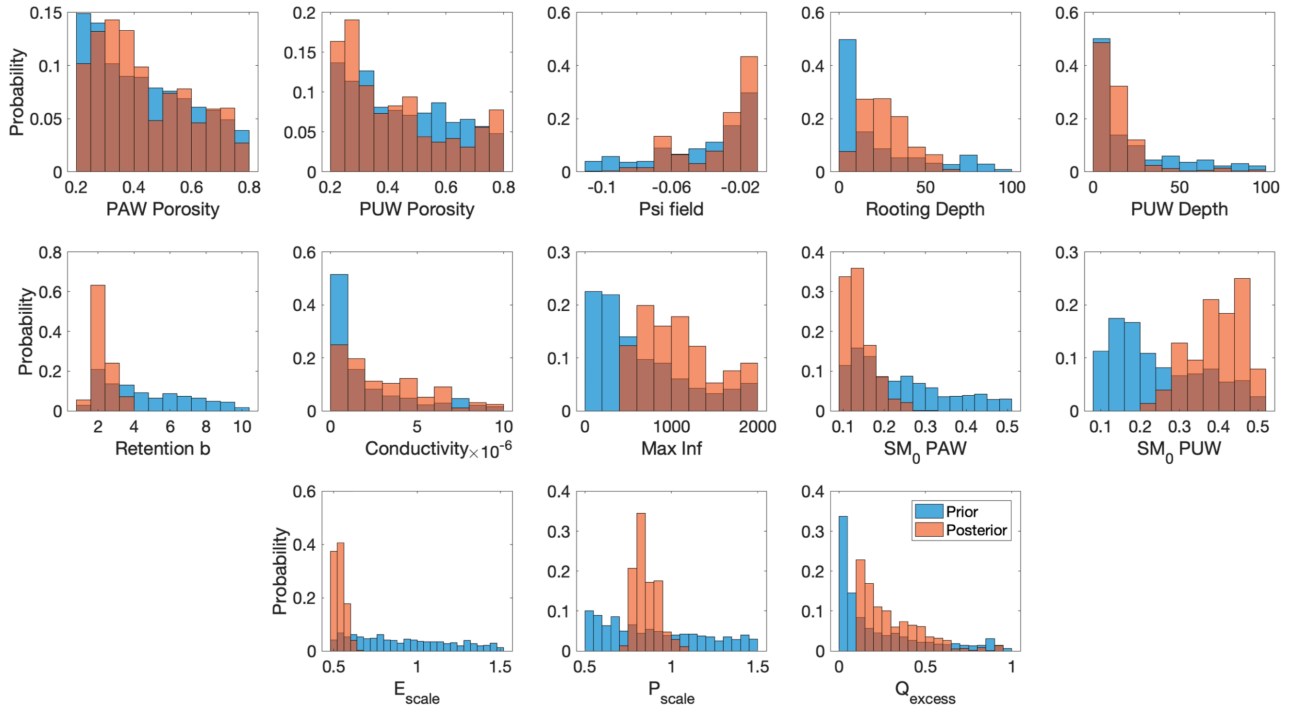 0.15
0.1
0.05
0
0.2 0.4 0.6 0.8
Probability
PAW Porosity
0.2
0.15
0.1
0.05
0
0.2 0.4 0.6 0.8
PUW Porosity
0.6
0.4
0.2
0
-0.1 -0.06 -0.02
Psi field
0.6
0.4
0.2
0
0 50 100
Rooting Depth
0.6
0.4
0.2
0
0 50 100
PUW Depth
0.8
0.6
0.4
0.2
0
2 4 6 8 10
Probability
Retention b
0.6
0.4
0.2
0
0 5 10
Conductivity×10-6
0.3
0.2
0.1
0
0 1000 2000
Max Inf
0.4
0.3
0.2
0.1
0
0.1 0.2 0.3 0.4 0.5
SM0 PAW
0.3
0.2
0.1
0
0.1 0.2 0.3 0.4 0.5
SM0 PUW
0.6
0.4
0.2
0
0.5 1 1.5
Probability
Escale
0.4
0.3
0.2
0.1
0
0.5 1 1.5
Pscale
0.4
0.3
0.2
0.1
0
0 0.5 1
Qexcess
Prior
Posterior